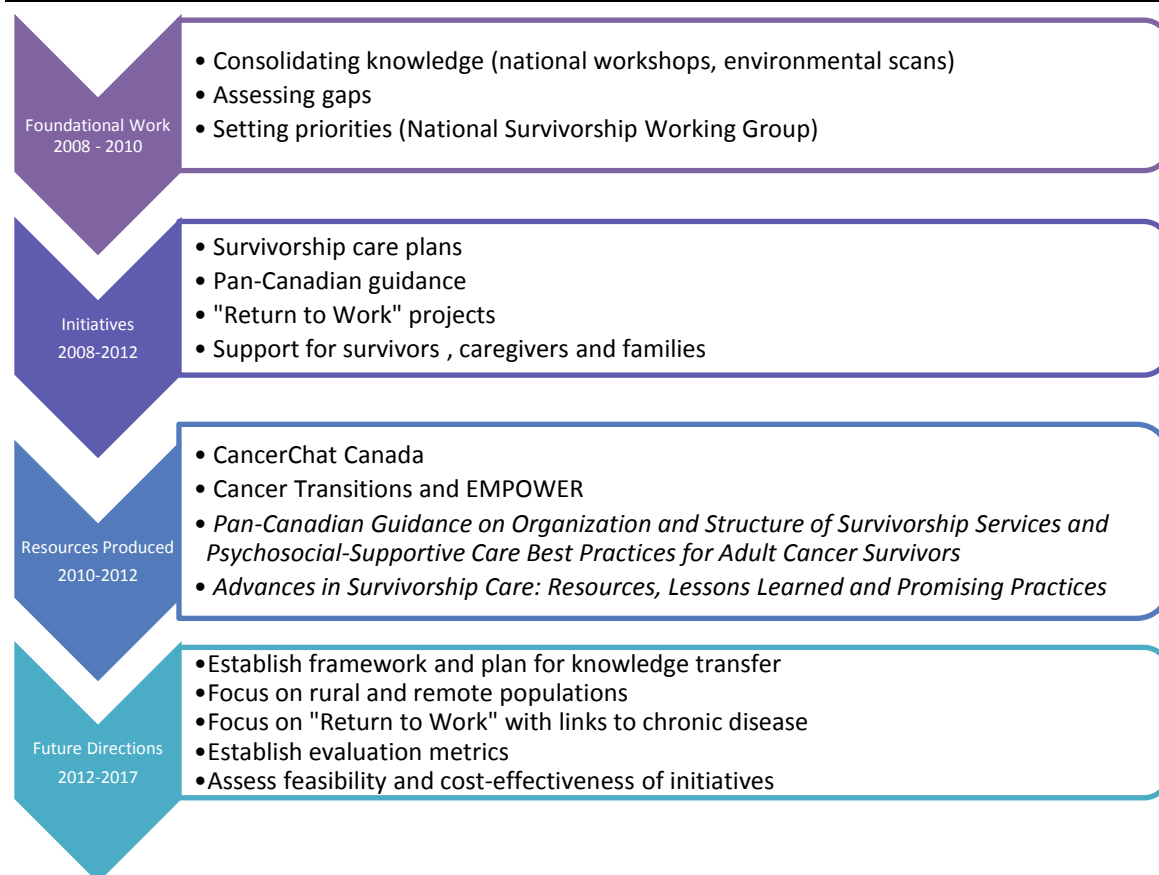 Foundational Work
2008 - 2010
• Consolidating knowledge (national workshops, environmental scans)
• Assessing gaps
• Setting priorities (National Survivorship Working Group)
Initiatives
2008-2012
• Survivorship care plans
• Pan-Canadian guidance
• "Return to Work" projects
• Support for survivors , caregivers and families
Resources Produced
2010-2012
• CancerChat Canada
• Cancer Transitions and EMPOWER
• Pan-Canadian Guidance on Organization and Structure of Survivorship Services and
Psychosocial-Supportive Care Best Practices for Adult Cancer Survivors
• Advances in Survivorship Care: Resources, Lessons Learned and Promising Practices
Future Directions
2012-2017
•Establish framework and plan for knowledge transfer
•Focus on rural and remote populations
•Focus on "Return to Work" with links to chronic disease
•Establish evaluation metrics
•Assess feasibility and cost-effectiveness of initiatives